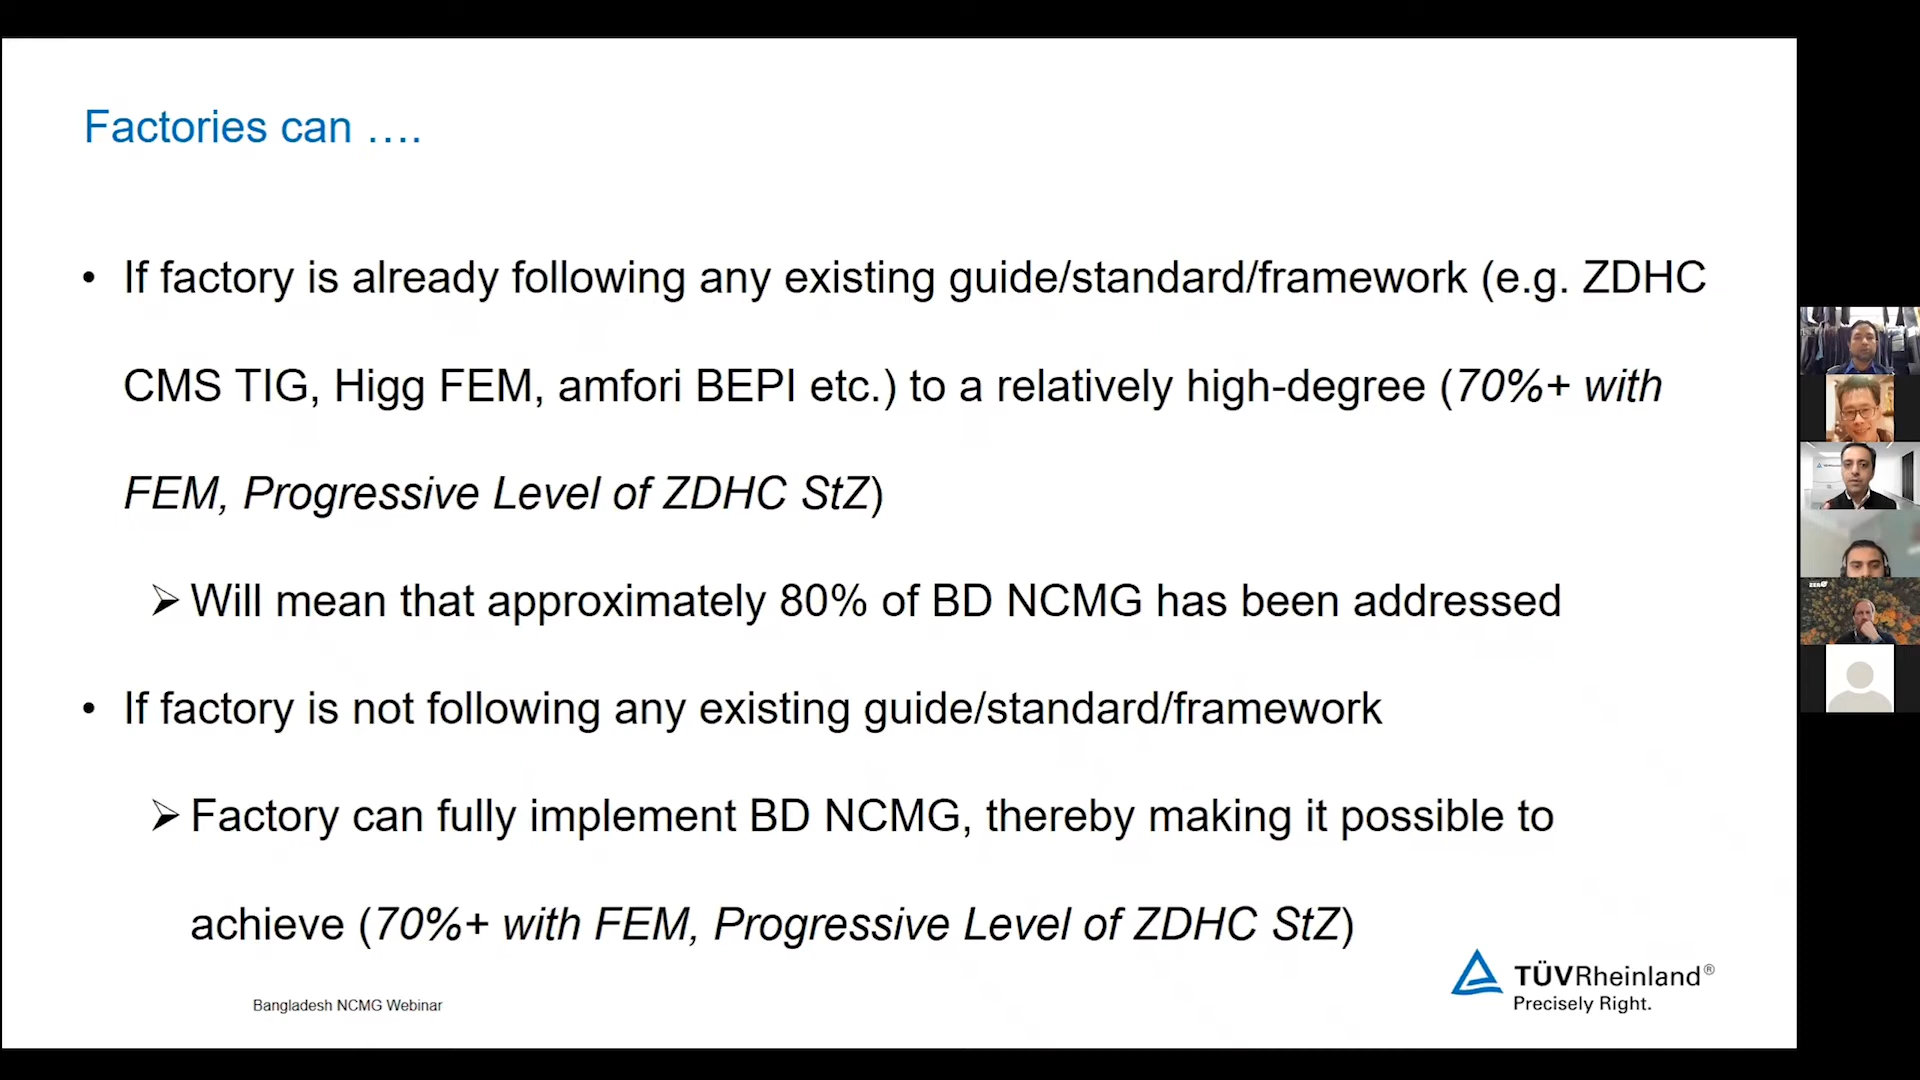 Factories can ....
• If factory is already following any existing guide/standard/framework (e.g. ZDHC
CMS TIG, Higg FEM, amfori BEPI etc.) to a relatively high-degree (70%+ with
FEM, Progressive Level of ZDHC StZ)
➢ Will mean that approximately 80% of BD NCMG has been addressed
• If factory is not following any existing guide/standard/framework
➢ Factory can fully implement BD NCMG, thereby making it possible to
achieve (70%+ with FEM, Progressive Level of ZDHC StZ)
Bangladesh NCMG Webinar
TÜVRheinland®
Precisely Right.